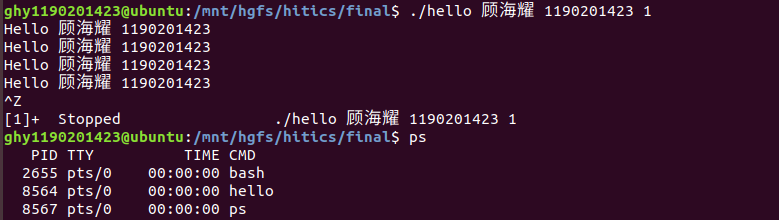 ghy1190201423@ubuntu:/mnt/hgfs/hitics/final$ ./hello 顾海耀 1190201423 1
Hello 顾海耀 1190201423
Hello 顾海耀 1190201423
Hello 顾海耀 1190201423
Hello 顾海耀 1190201423
^Z
[1]+  Stopped                 ./hello 顾海耀 1190201423 1
ghy1190201423@ubuntu:/mnt/hgfs/hitics/final$ ps
   PID TTY          TIME CMD
  2655 pts/0    00:00:00 bash
  8564 pts/0    00:00:00 hello
  8567 pts/0    00:00:00 ps